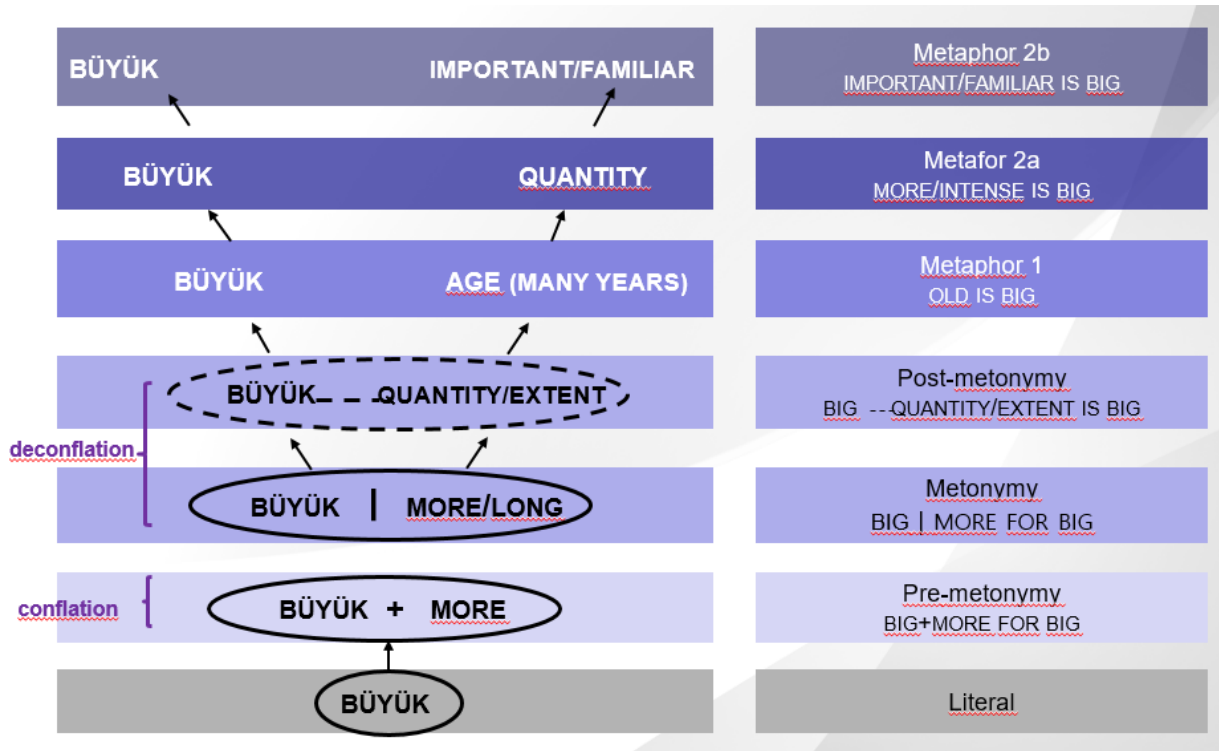 BÜYÜK IMPORTANT/FAMILIAR
Metaphor 2b
IMPORTANT/FAMILIAR IS BIG
BÜYÜK QUANTITY
Metafor 2a
MORE/INTENSE IS BIG
BÜYÜK AGE (MANY YEARS)
Metaphor 1
OLD IS BIG
BÜYÜK_ _ _QUANTITY/EXTENT
Post-metonymy
BIG ---QUANTITY/EXTENT IS BIG
deconflation
BÜYÜK | MORE/LONG
Metonymy
BIG | MORE FOR BIG
conflation
BÜYÜK + MORE
Pre-metonymy
BIG+MORE FOR BIG
BÜYÜK
Literal